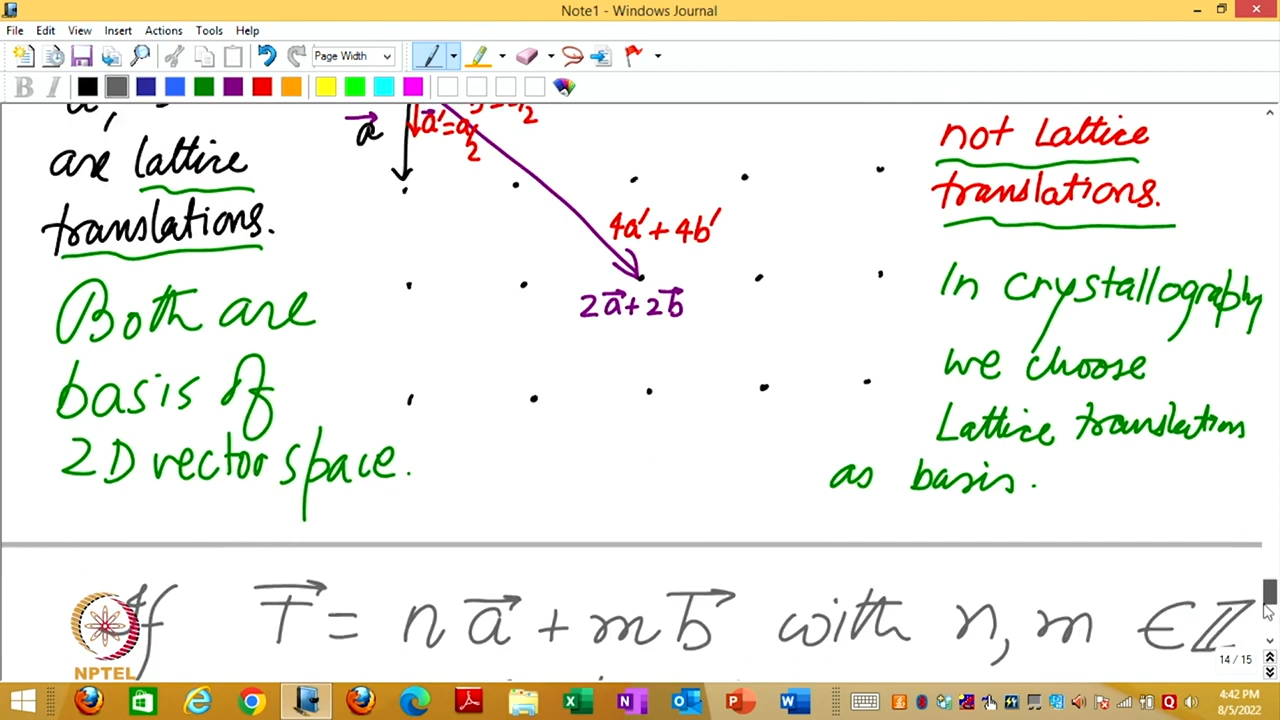 Note1 - Windows Journal
File Edit View Insert Actions Tools Help
Page Width
B I
are lattice
translations.
Both are
basis of
2D vector space.
a⃗
a⃗′=a/2
4a′ + 4b′
2a⃗+2b⃗
not Lattice
translations.
In crystallography
we choose
Lattice translation
as basis.
If T⃗ = na⃗ + mb⃗ with n, m ∈ℤ
NPTEL
14 / 15
4:42 PM
8/5/2022